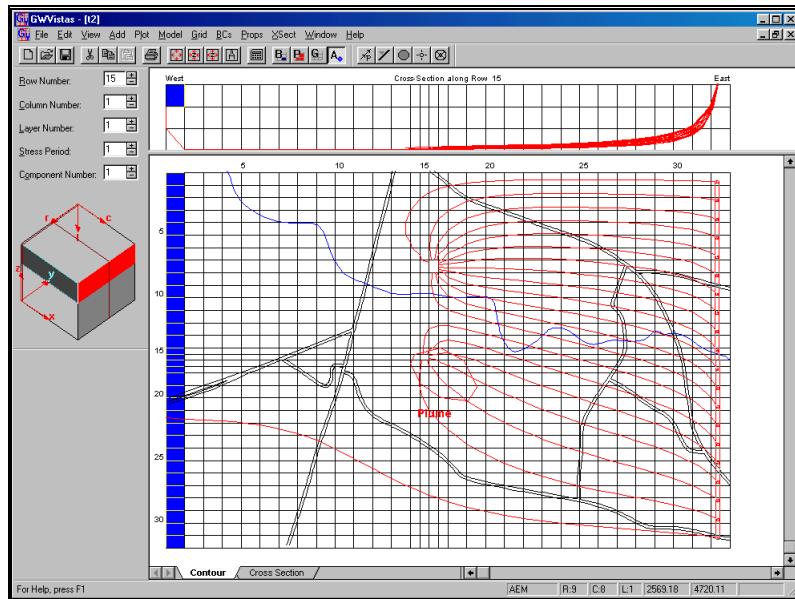 GWVistas - [t2]
File Edit View Add Plot Model Grid BCs Props XSect Window Help
Row Number: 15
Column Number: 1
Layer Number: 1
Stress Period: 1
Component Number: 1
West Cross-Section along Row 15 East
5 10 15 20 25 30
5
10
15
20
25
30
Plume
r c
z y
x
Contour Cross Section
For Help, press F1 AEM R:9 C:8 L:1 2569.18 4720.11